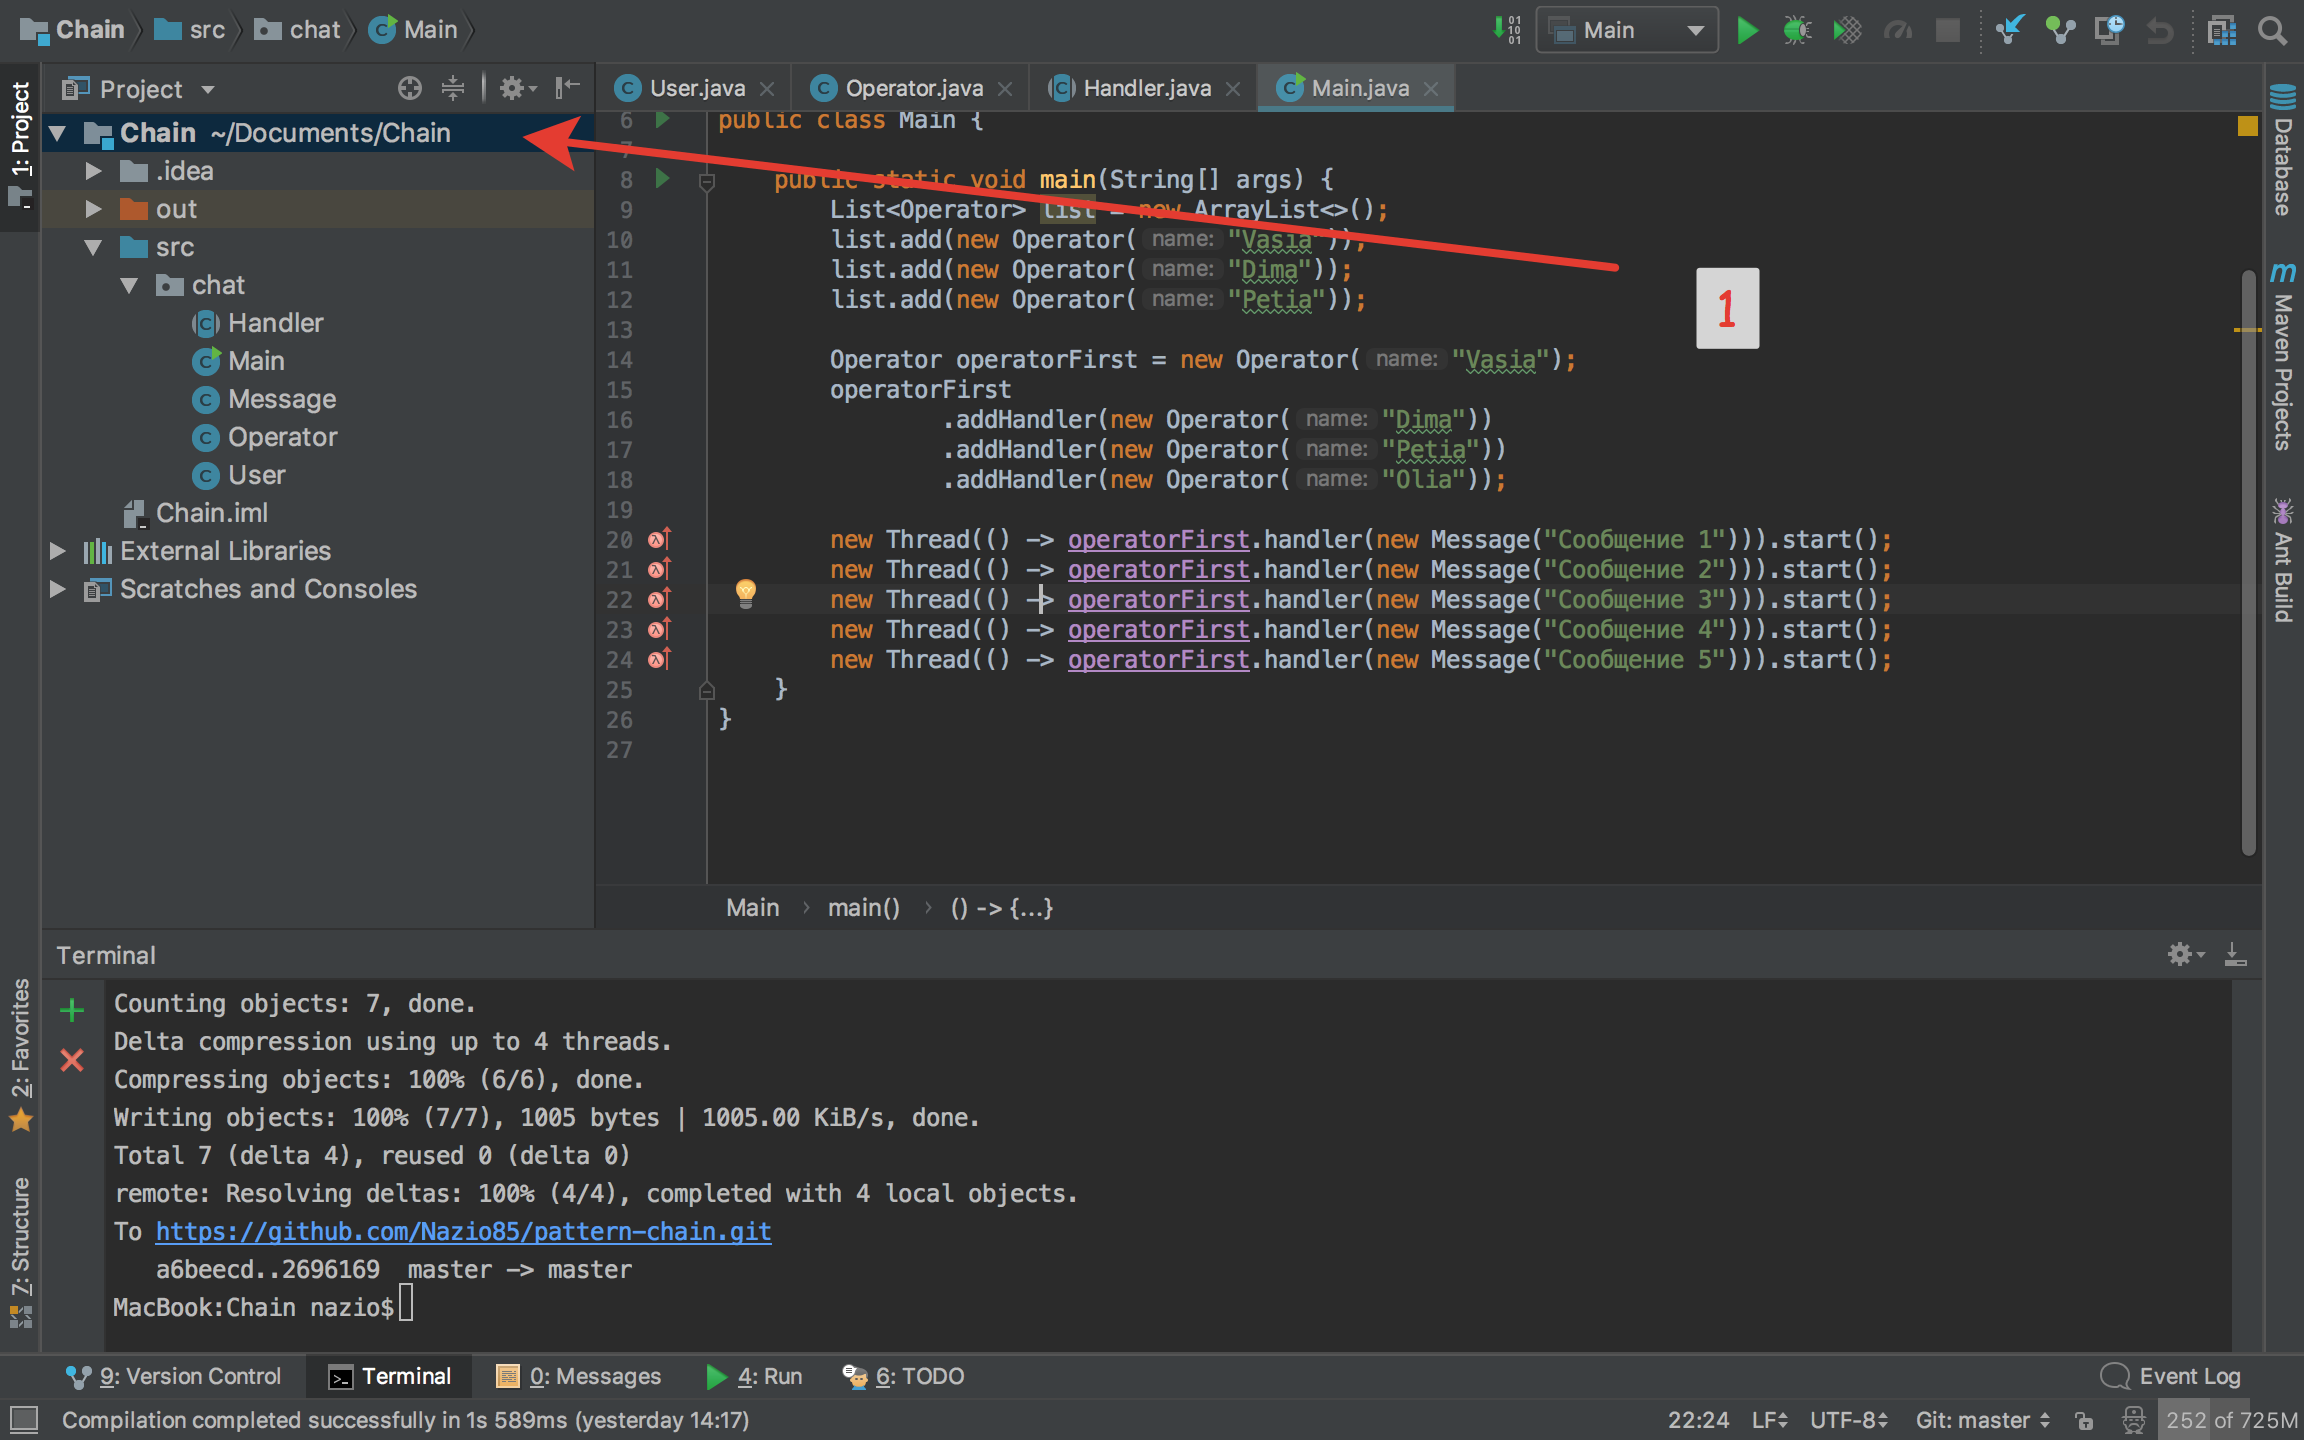 Chain src chat Main
Main
Project
User.java Operator.java Handler.java Main.java
1: Project
Chain ~/Documents/Chain
.idea
out
src
chat
Handler
Main
Message
Operator
User
Chain.iml
External Libraries
Scratches and Consoles
6 public class Main {
7
8 public static void main(String[] args) {
9 List<Operator> list = new ArrayList<>();
10 list.add(new Operator( name: "Vasia"));
11 list.add(new Operator( name: "Dima"));
12 list.add(new Operator( name: "Petia"));
13
14 Operator operatorFirst = new Operator( name: "Vasia");
15 operatorFirst
16 .addHandler(new Operator( name: "Dima"))
17 .addHandler(new Operator( name: "Petia"))
18 .addHandler(new Operator( name: "Olia"));
19
20 new Thread(() -> operatorFirst.handler(new Message("Сообщение 1"))).start();
21 new Thread(() -> operatorFirst.handler(new Message("Сообщение 2"))).start();
22 new Thread(() -> operatorFirst.handler(new Message("Сообщение 3"))).start();
23 new Thread(() -> operatorFirst.handler(new Message("Сообщение 4"))).start();
24 new Thread(() -> operatorFirst.handler(new Message("Сообщение 5"))).start();
25 }
26 }
27
1
Database
Maven Projects
Ant Build
Main › main() › () -> {...}
Terminal
Counting objects: 7, done.
Delta compression using up to 4 threads.
Compressing objects: 100% (6/6), done.
Writing objects: 100% (7/7), 1005 bytes | 1005.00 KiB/s, done.
Total 7 (delta 4), reused 0 (delta 0)
remote: Resolving deltas: 100% (4/4), completed with 4 local objects.
To https://github.com/Nazio85/pattern-chain.git
a6beecd..2696169 master -> master
MacBook:Chain nazio$
2: Favorites
7: Structure
9: Version Control Terminal 0: Messages 4: Run 6: TODO Event Log
Compilation completed successfully in 1s 589ms (yesterday 14:17) 22:24 LF UTF-8 Git: master 252 of 725M